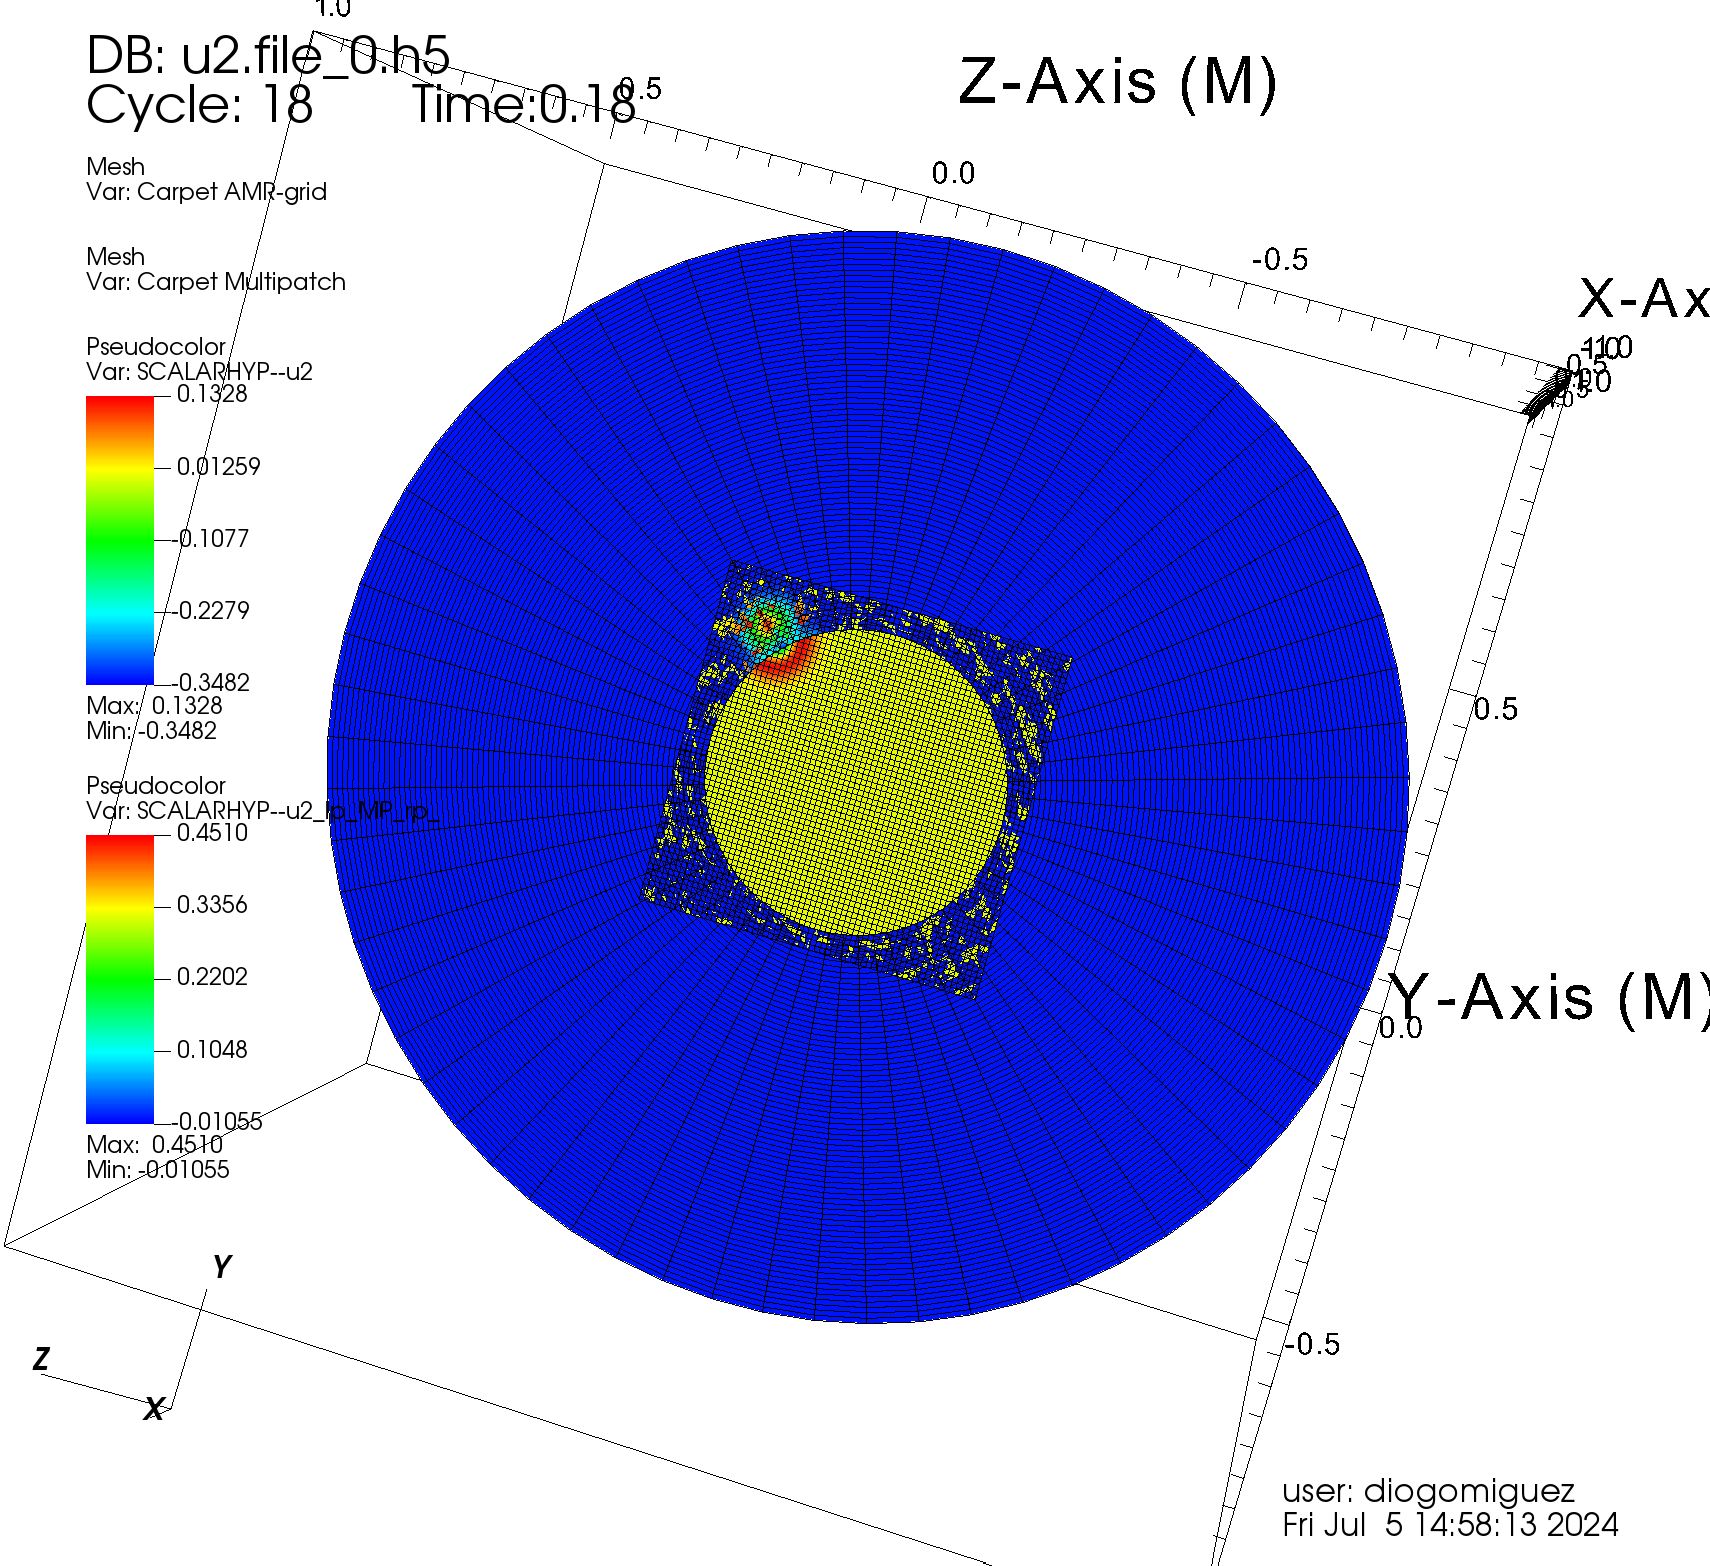 1.0
DB: u2.file_0.h5
Cycle: 18 Time:0.18
0.5
Z-Axis (M)
Mesh
Var: Carpet AMR-grid
0.0
Mesh
Var: Carpet Multipatch
-0.5
X-Ax
Pseudocolor
Var: SCALARHYP--u2
0.1328
0.01259
-0.1077
-0.2279
-0.3482
Max: 0.1328
Min: -0.3482
0.5
Pseudocolor
Var: SCALARHYP--u2_lp_MP_rp_
0.4510
0.3356
0.2202
0.1048
-0.01055
Max: 0.4510
Min: -0.01055
Y-Axis (M)
0.0
-0.5
Y
Z
X
user: diogomiguez
Fri Jul 5 14:58:13 2024